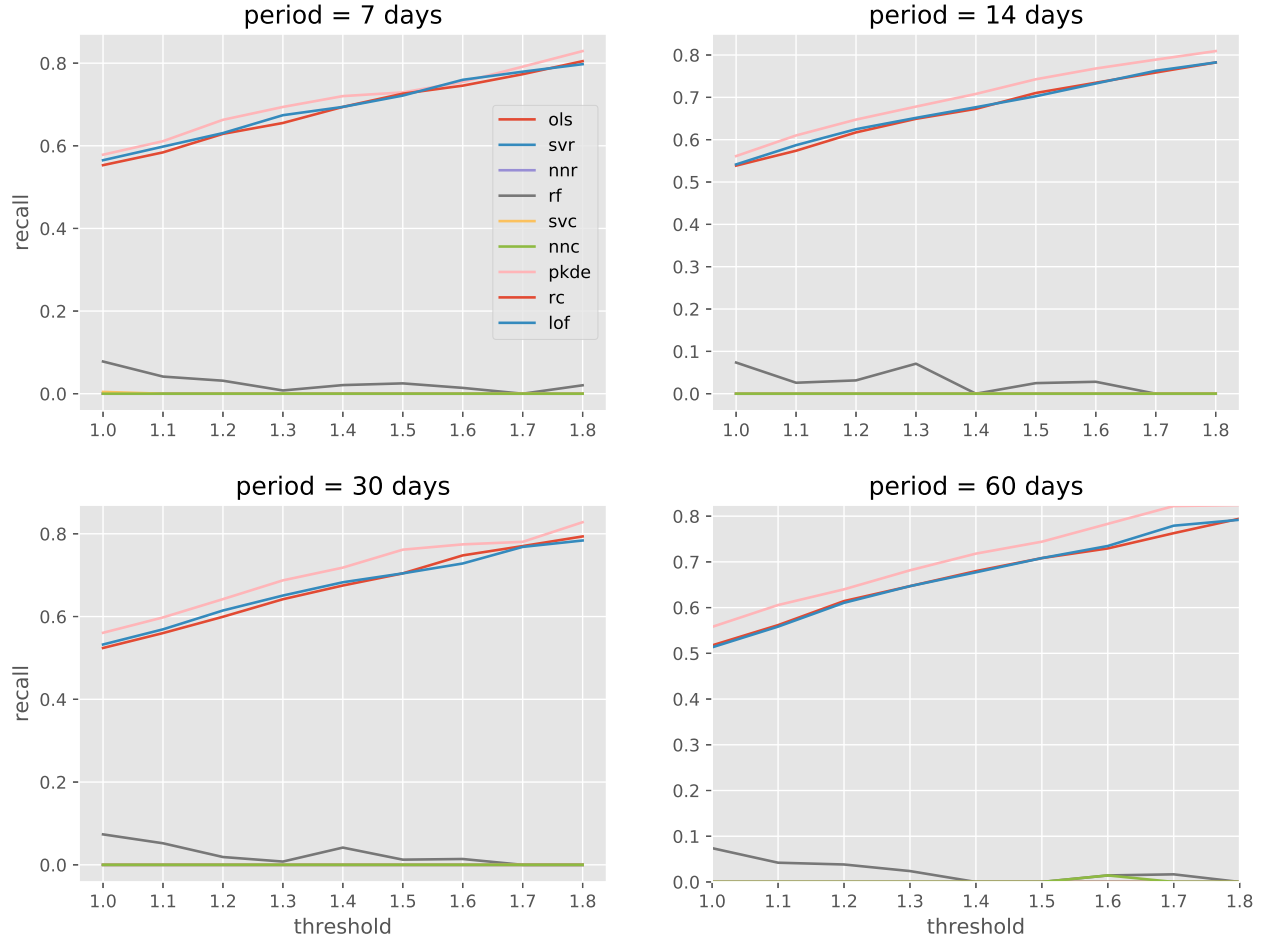 period = 7 days
recall
0.8
0.6
0.4
0.2
0.0
1.0 1.1 1.2 1.3 1.4 1.5 1.6 1.7 1.8
ols
svr
nnr
rf
svc
nnc
pkde
rc
lof
period = 14 days
0.8
0.7
0.6
0.5
0.4
0.3
0.2
0.1
0.0
1.0 1.1 1.2 1.3 1.4 1.5 1.6 1.7 1.8
period = 30 days
recall
0.8
0.6
0.4
0.2
0.0
1.0 1.1 1.2 1.3 1.4 1.5 1.6 1.7 1.8
threshold
period = 60 days
0.8
0.7
0.6
0.5
0.4
0.3
0.2
0.1
0.0
1.0 1.1 1.2 1.3 1.4 1.5 1.6 1.7 1.8
threshold